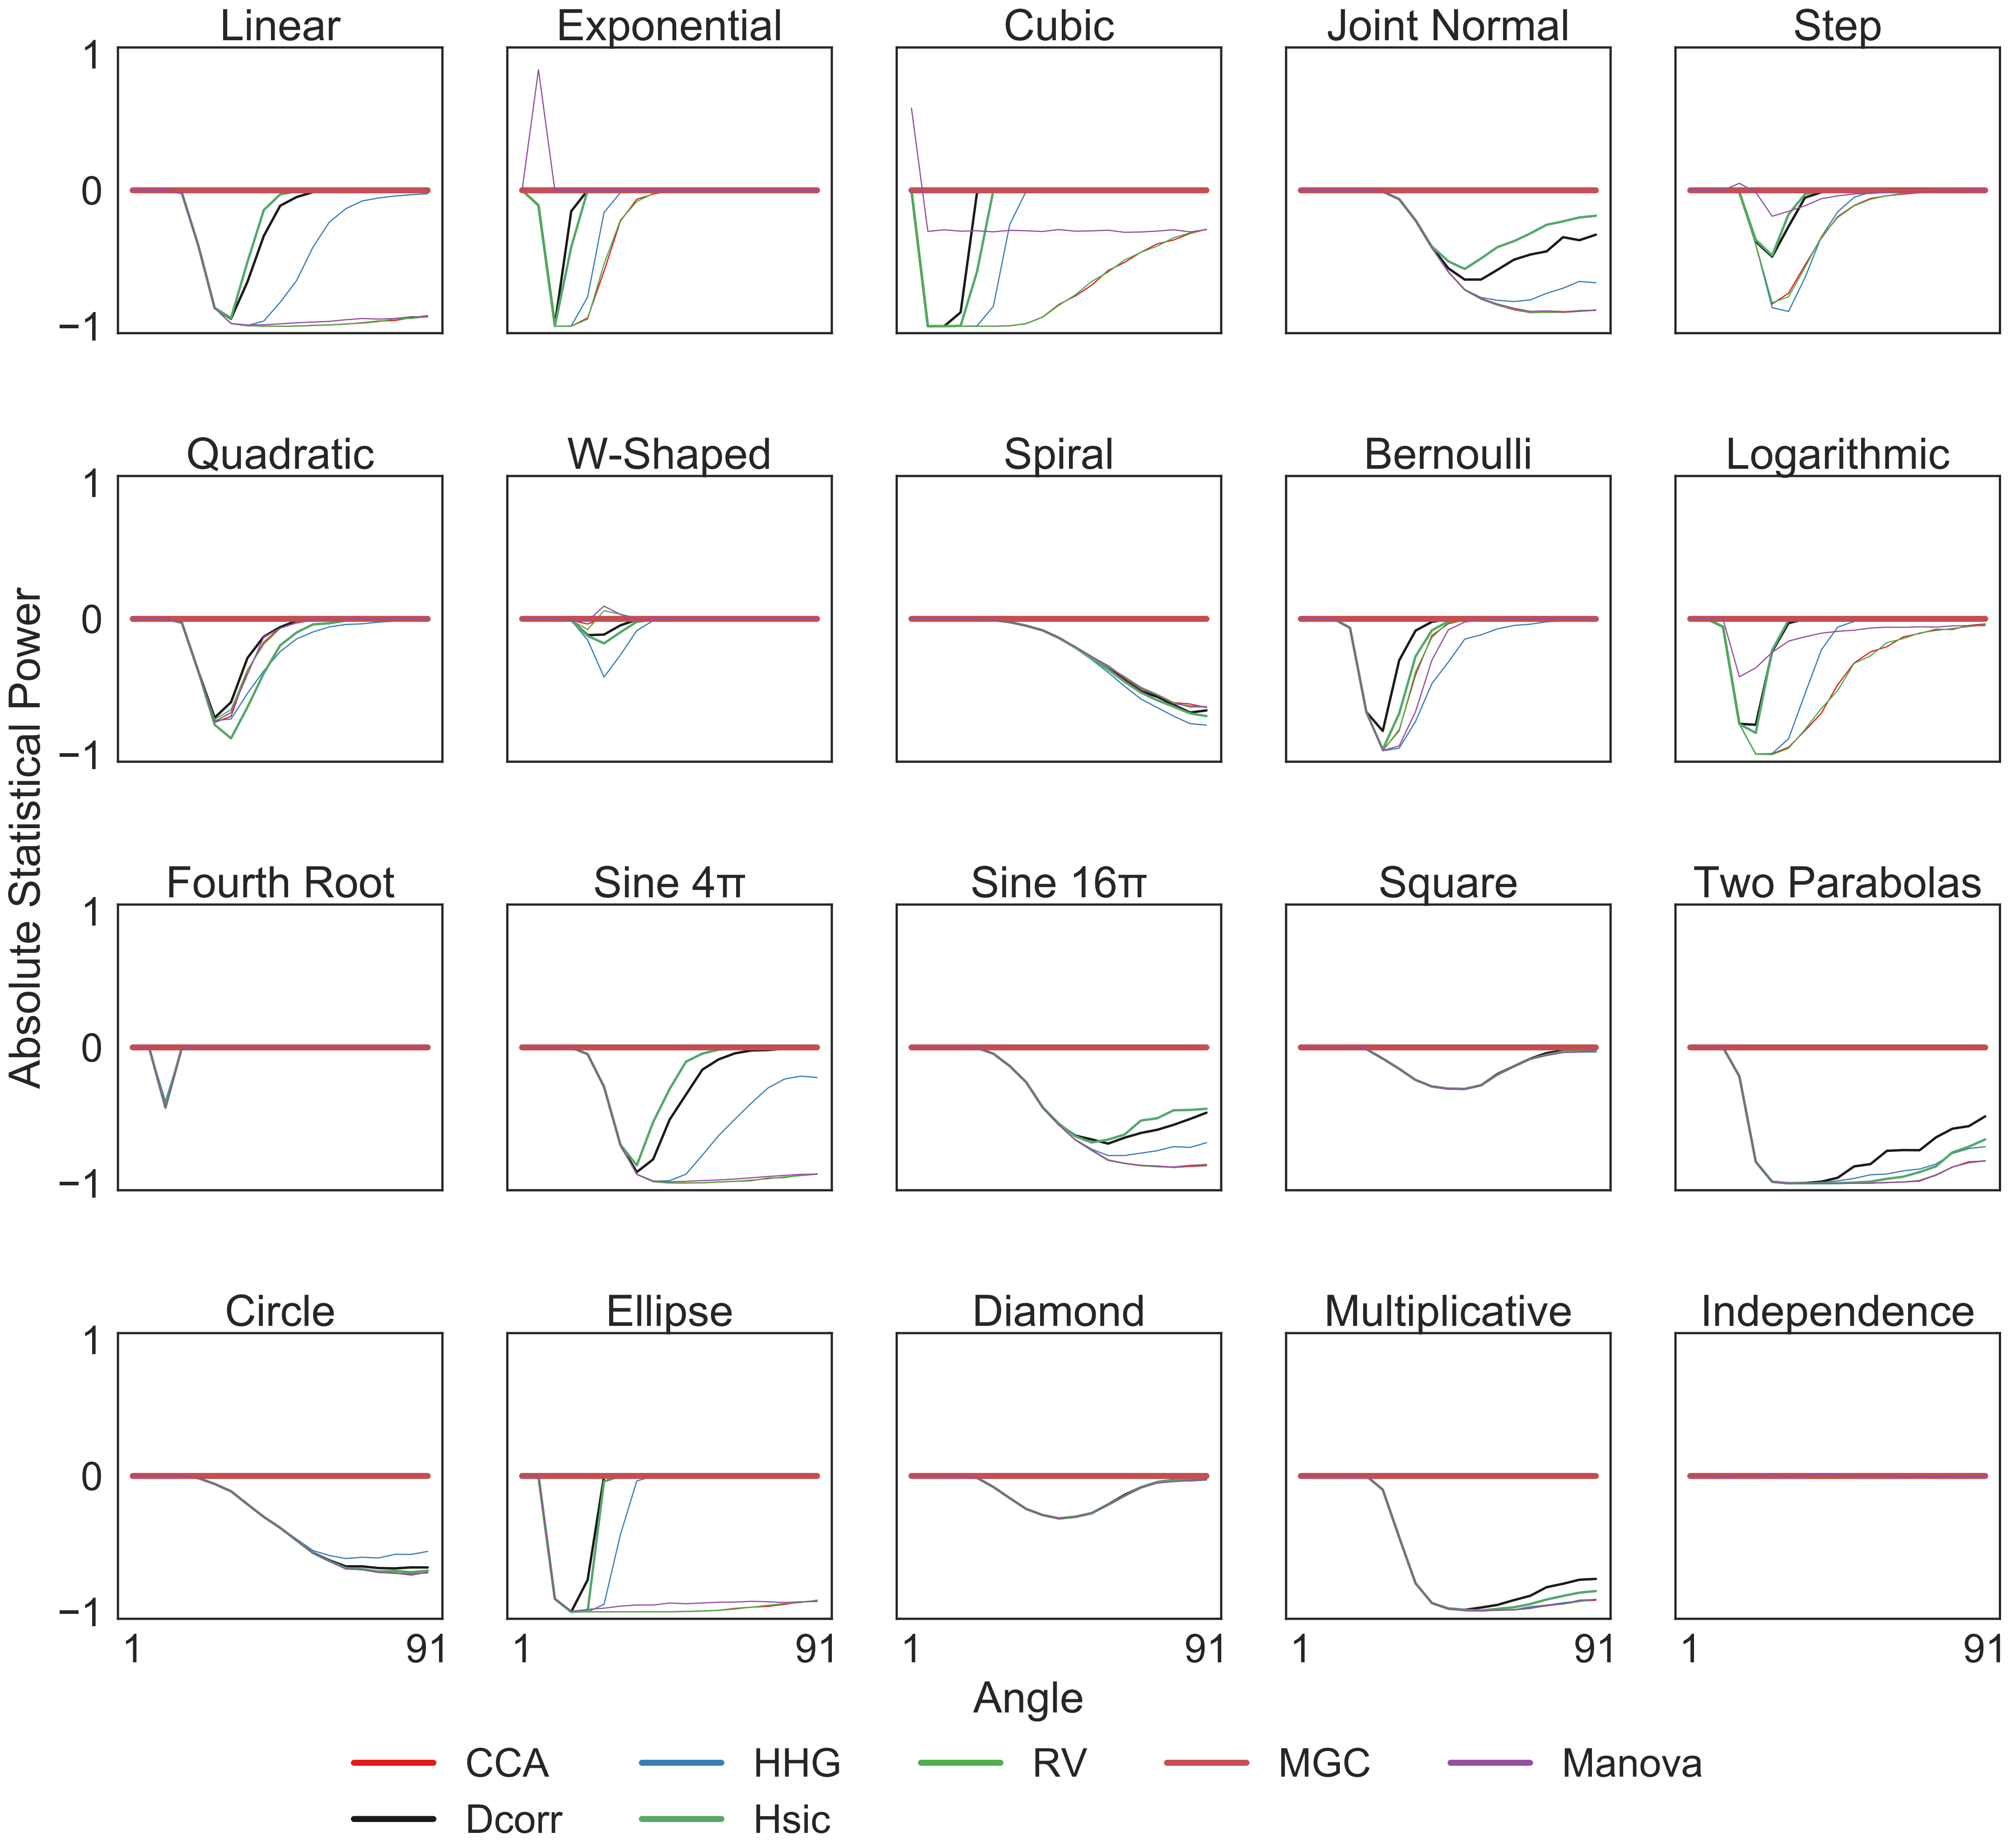 Linear Exponential Cubic Joint Normal Step
1
0
−1
Quadratic W-Shaped Spiral Bernoulli Logarithmic
1
0
−1
Fourth Root Sine 4π Sine 16π Square Two Parabolas
1
0
−1
Circle Ellipse Diamond Multiplicative Independence
1
0
−1
1 91 1 91 1 91 1 91 1 91
Absolute Statistical Power
Angle
CCA HHG RV MGC Manova
Dcorr Hsic